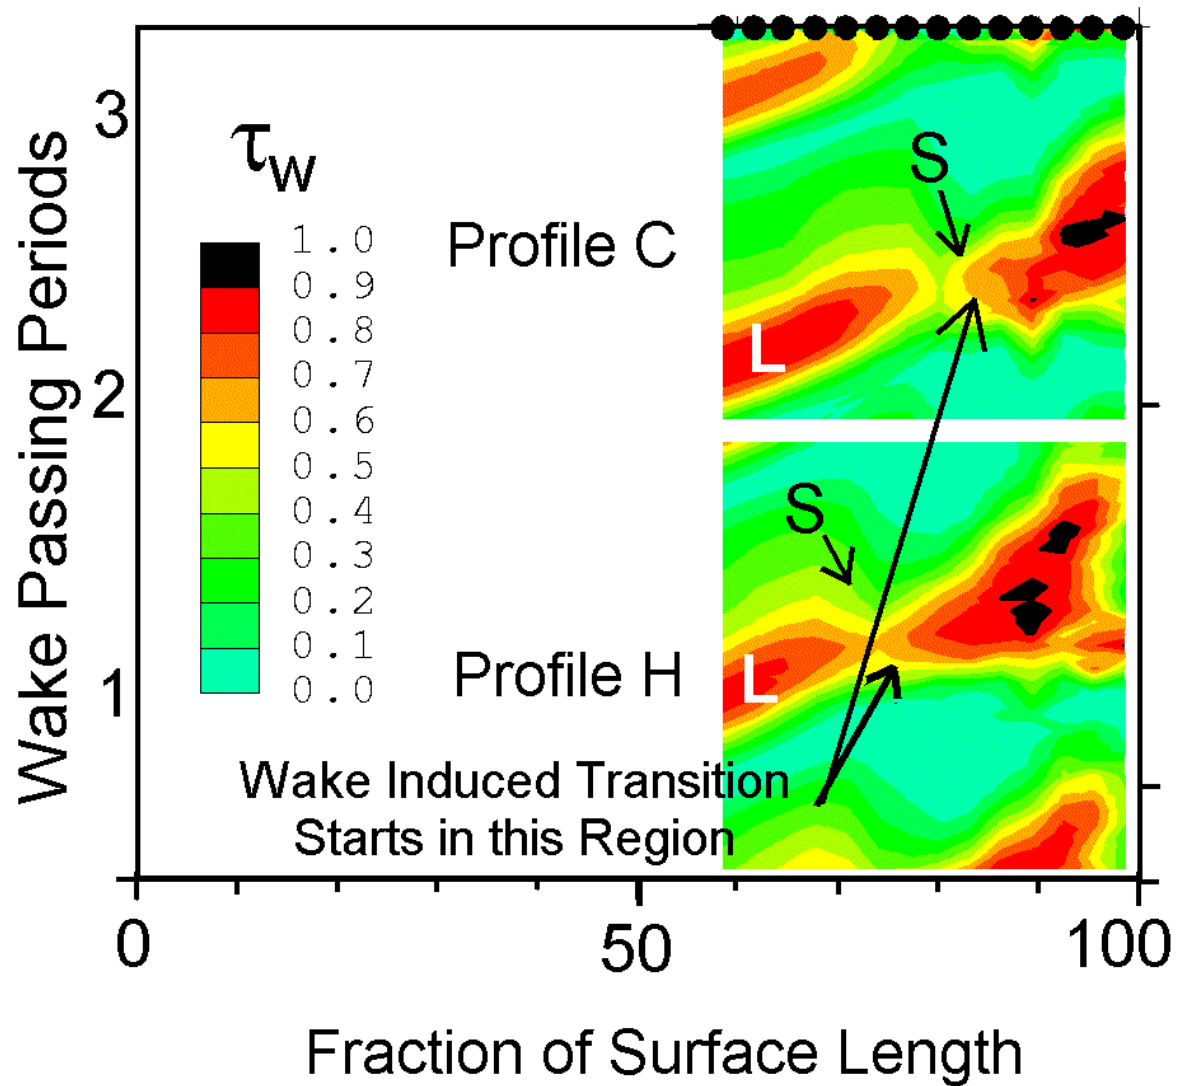 3
τw
S
1.0
Profile C
0.9
0.8
L
0.7
2
0.6
0.5
S
0.4
0.3
0.2
0.1
Profile H
L
1
0.0
Wake Induced Transition
Starts in this Region
Wake Passing Periods
0
50
100
Fraction of Surface Length